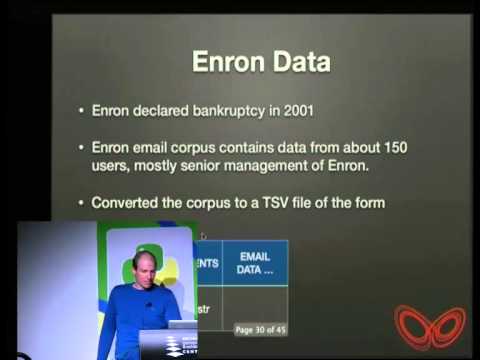 Enron Data
• Enron declared bankruptcy in 2001
• Enron email corpus contains data from about 150
users, mostly senior management of Enron.
• Converted the corpus to a TSV file of the form
ENTS
EMAIL
DATA ...
str
Page 30 of 45